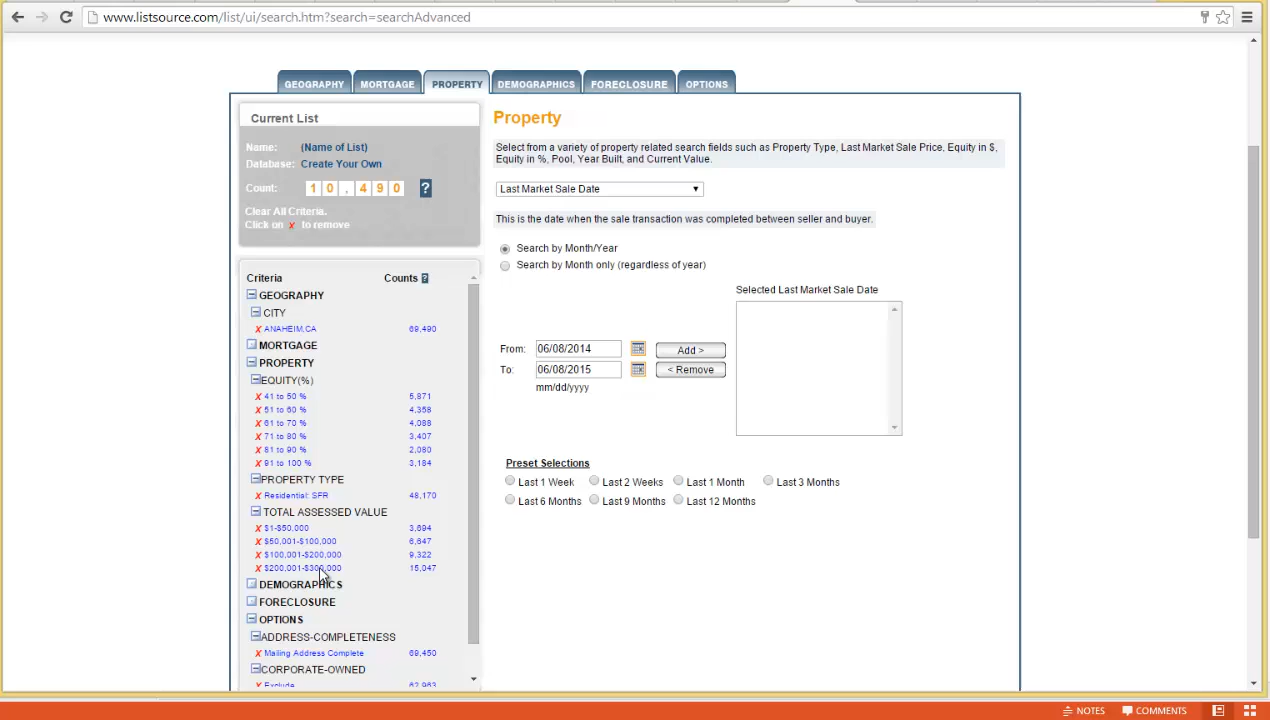 www.listsource.com/list/ui/search.htm?search=searchAdvanced
GEOGRAPHY MORTGAGE PROPERTY DEMOGRAPHICS FORECLOSURE OPTIONS
Current List
Name: (Name of List)
Database: Create Your Own
Count: 10,490 ?
Clear All Criteria.
Click on x to remove
Criteria Counts ?
GEOGRAPHY
CITY
x ANAHEIM,CA 69,490
MORTGAGE
PROPERTY
EQUITY(%)
x 41 to 50 % 5,871
x 51 to 60 % 4,358
x 61 to 70 % 4,088
x 71 to 80 % 3,407
x 81 to 90 % 2,080
x 91 to 100 % 3,184
PROPERTY TYPE
x Residential: SFR 48,170
TOTAL ASSESSED VALUE
x $1-$50,000 3,694
x $50,001-$100,000 6,647
x $100,001-$200,000 9,322
x $200,001-$300,000 15,047
DEMOGRAPHICS
FORECLOSURE
OPTIONS
ADDRESS-COMPLETENESS
x Mailing Address Complete 69,450
CORPORATE-OWNED
x Exclude 62,963
Property
Select from a variety of property related search fields such as Property Type, Last Market Sale Price, Equity in $,
Equity in %, Pool, Year Built, and Current Value.
Last Market Sale Date
This is the date when the sale transaction was completed between seller and buyer.
Search by Month/Year
Search by Month only (regardless of year)
Selected Last Market Sale Date
From: 06/08/2014 Add >
To: 06/08/2015 < Remove
mm/dd/yyyy
Preset Selections
Last 1 Week Last 2 Weeks Last 1 Month Last 3 Months
Last 6 Months Last 9 Months Last 12 Months
NOTES COMMENTS